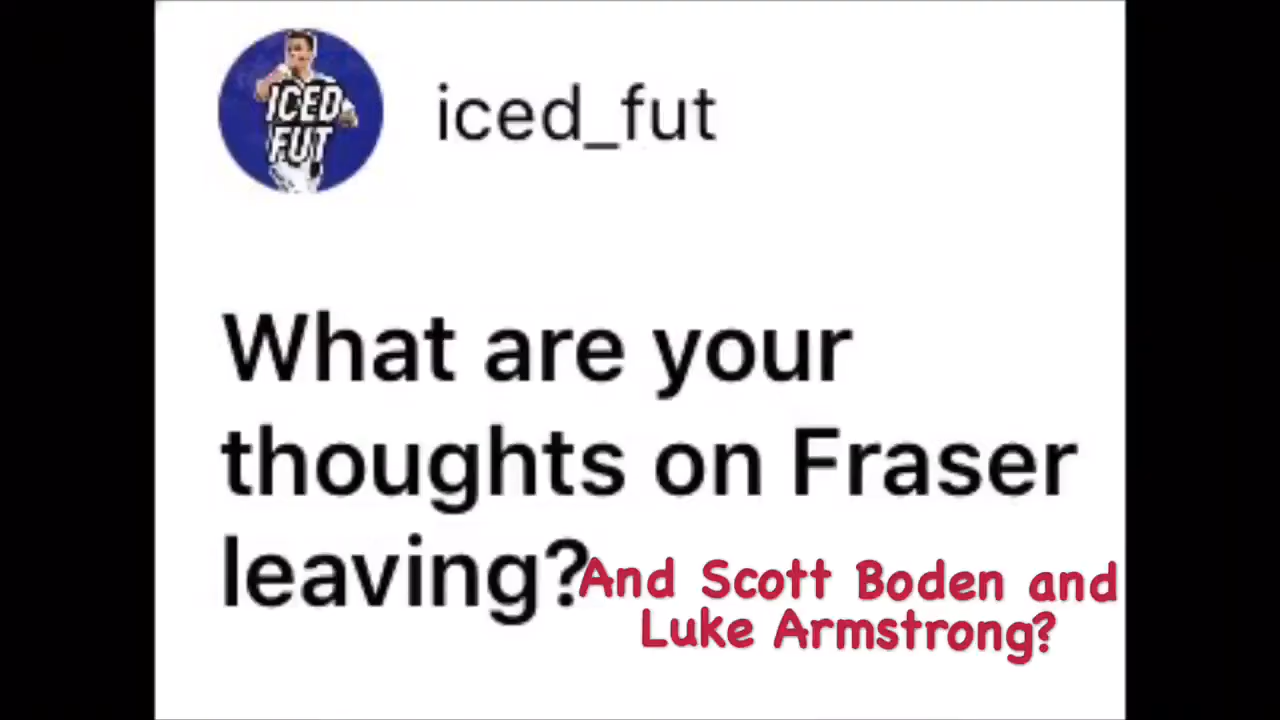 ICED
FUT
iced_fut
What are your
thoughts on Fraser
leaving?
And Scott Boden and
Luke Armstrong?